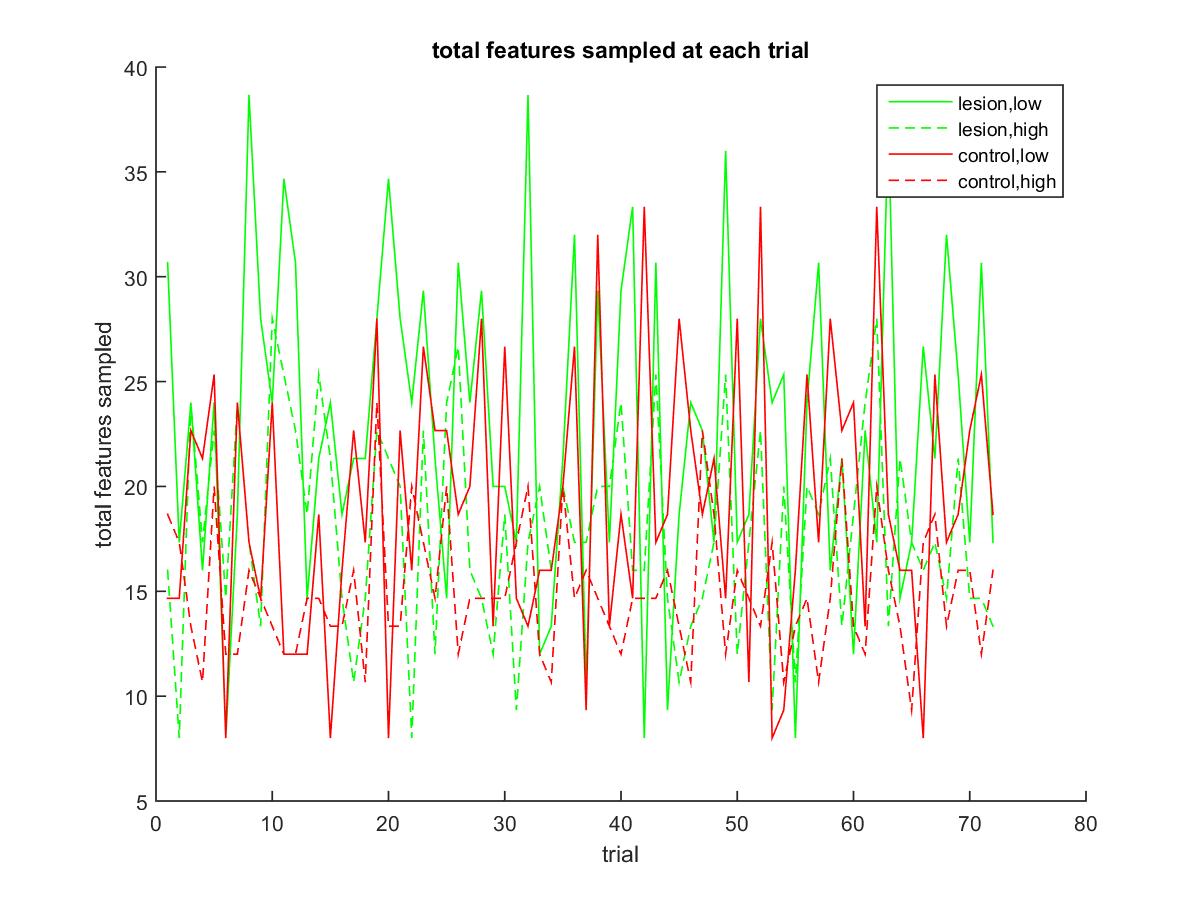 total features sampled at each trial
40
35
30
25
20
15
10
5
total features sampled
lesion,low
lesion,high
control,low
control,high
0 10 20 30 40 50 60 70 80
trial